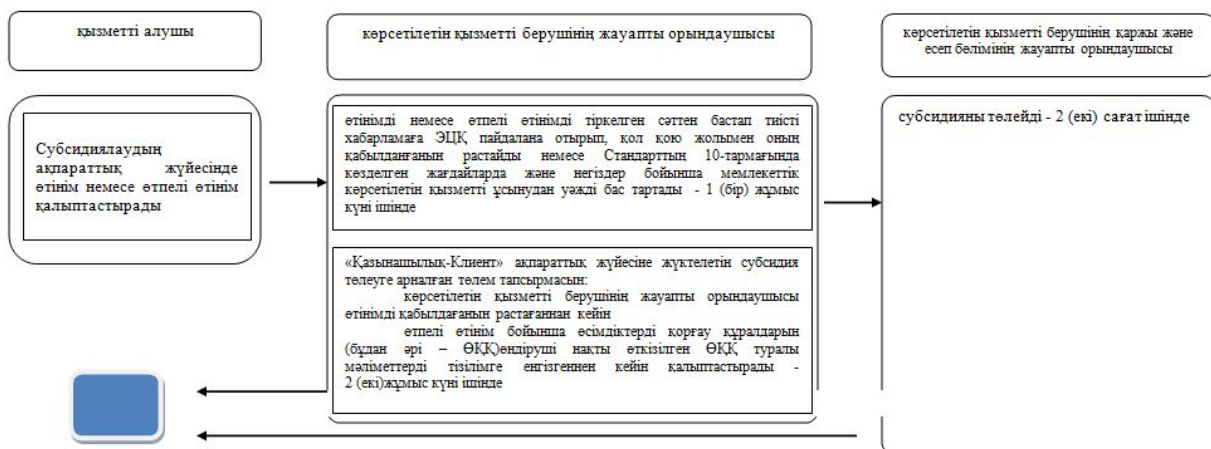 қызметті алушы
көрсетілетін қызметті берушінің жауапты орындаушысы
көрсетілетін қызметті берушінің қаржы және
есеп бөлімінің жауапты орындаушысы
Субсидиялаудың
ақпараттық жүйесінде
өтінім немесе өтпелі өтінім
қалыптастырады
өтінімді немесе өтпелі өтінімді тіркелген сәттен бастап тиісті
хабарламаға ЭЦҚ пайдалана отырып, қол қою жолымен оның
қабылданғанын растайды немесе Стандарттың 10-тармағында
көзделген жағдайларда және негіздер бойынша мемлекеттік
көрсетілетін қызметті ұсынудан уәжді бас тартады - 1 (бір) жұмыс
күні ішінде
«Қазынашылық-Клиент» ақпараттық жүйесіне жүктелетін субсидия
төлеуге арналған төлем тапсырмасын:
көрсетілетін қызметті берушінің жауапты орындаушысы
өтінімді қабылдағанын растағаннан кейін
өтпелі өтінім бойынша өсімдіктерді қорғау құралдарын
(бұдан әрі – ӨҚҚ)өндіруші нақты өткізілген ӨҚҚ туралы
мәліметтерді тізілімге енгізгеннен кейін қалыптастырады -
2 (екі)жұмыс күні ішінде
субсидияны төлейді - 2 (екі) сағат ішінде